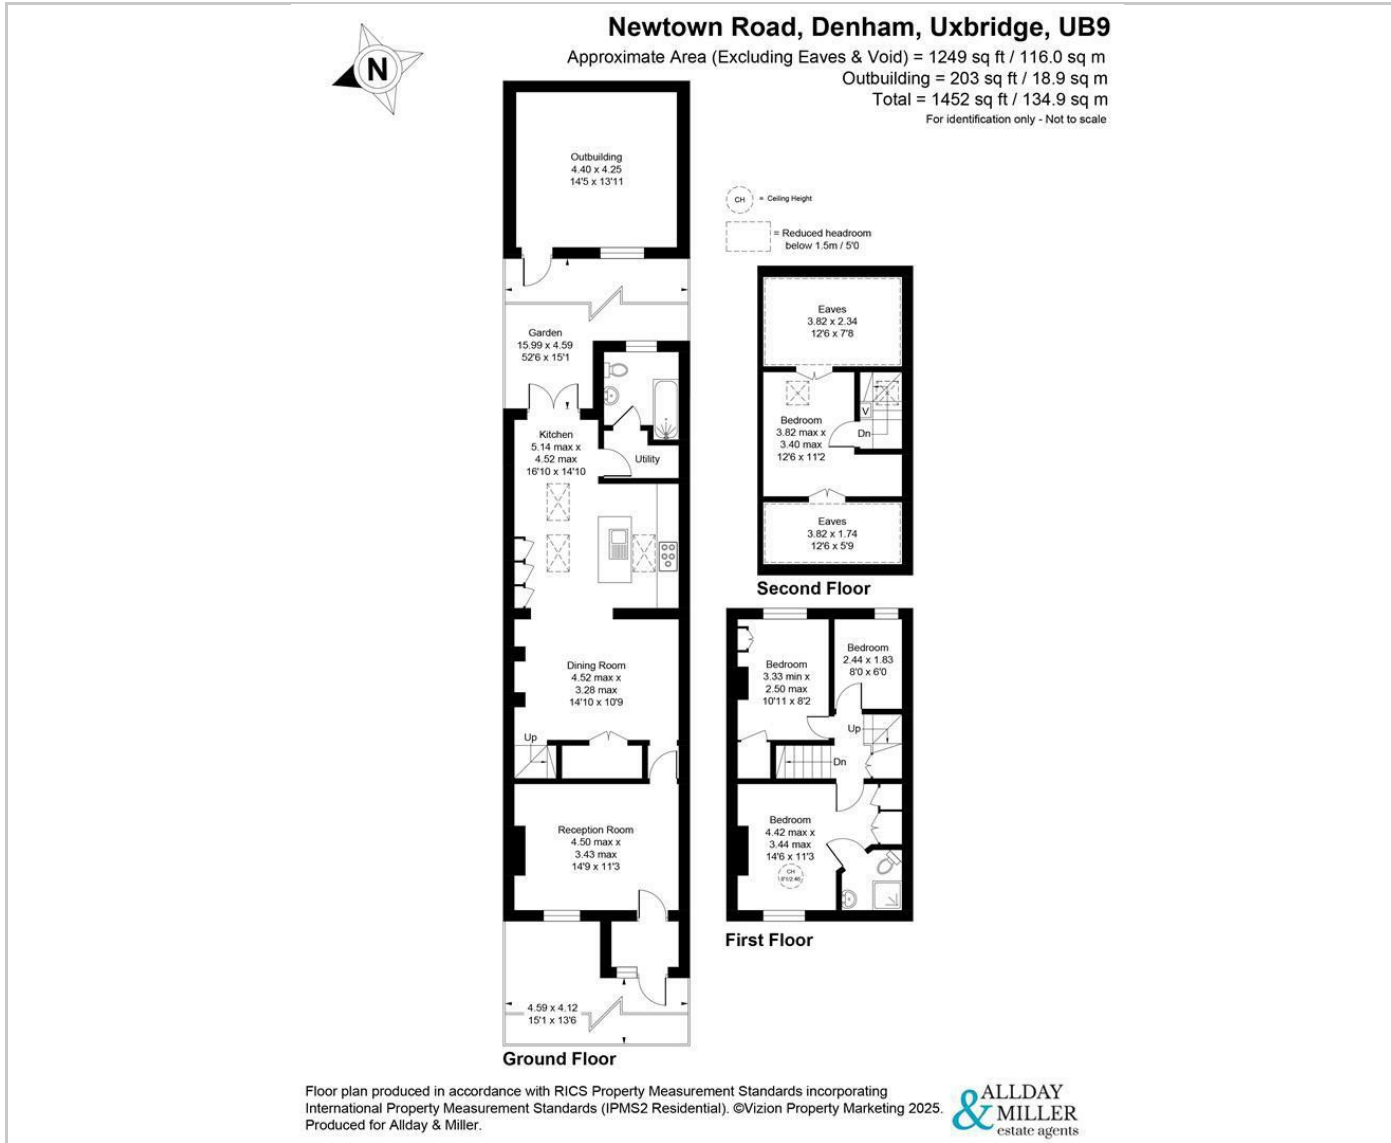 Newtown Road, Denham, Uxbridge, UB9
Approximate Area (Excluding Eaves & Void) = 1249 sq ft / 116.0 sq m
Outbuilding = 203 sq ft / 18.9 sq m
Total = 1452 sq ft / 134.9 sq m
For identification only - Not to scale
N
Outbuilding
4.40 x 4.25
14'5 x 13'11
CH = Ceiling Height
= Reduced headroom
below 1.5m / 5'0
Garden
15.99 x 4.59
52'6 x 15'1
Kitchen
5.14 max x
4.52 max
16'10 x 14'10
Utility
Dining Room
4.52 max x
3.28 max
14'10 x 10'9
Up
Reception Room
4.50 max x
3.43 max
14'9 x 11'3
4.59 x 4.12
15'1 x 13'6
Ground Floor
Eaves
3.82 x 2.34
12'6 x 7'8
Bedroom
3.82 max x
3.40 max
12'6 x 11'2
V
Dn
Eaves
3.82 x 1.74
12'6 x 5'9
Second Floor
Bedroom
3.33 min x
2.50 max
10'11 x 8'2
Bedroom
2.44 x 1.83
8'0 x 6'0
Up
Dn
Bedroom
4.42 max x
3.44 max
14'6 x 11'3
CH
First Floor
Floor plan produced in accordance with RICS Property Measurement Standards incorporating
International Property Measurement Standards (IPMS2 Residential). ©Vizion Property Marketing 2025.
Produced for Allday & Miller.
ALLDAY
& MILLER
estate agents